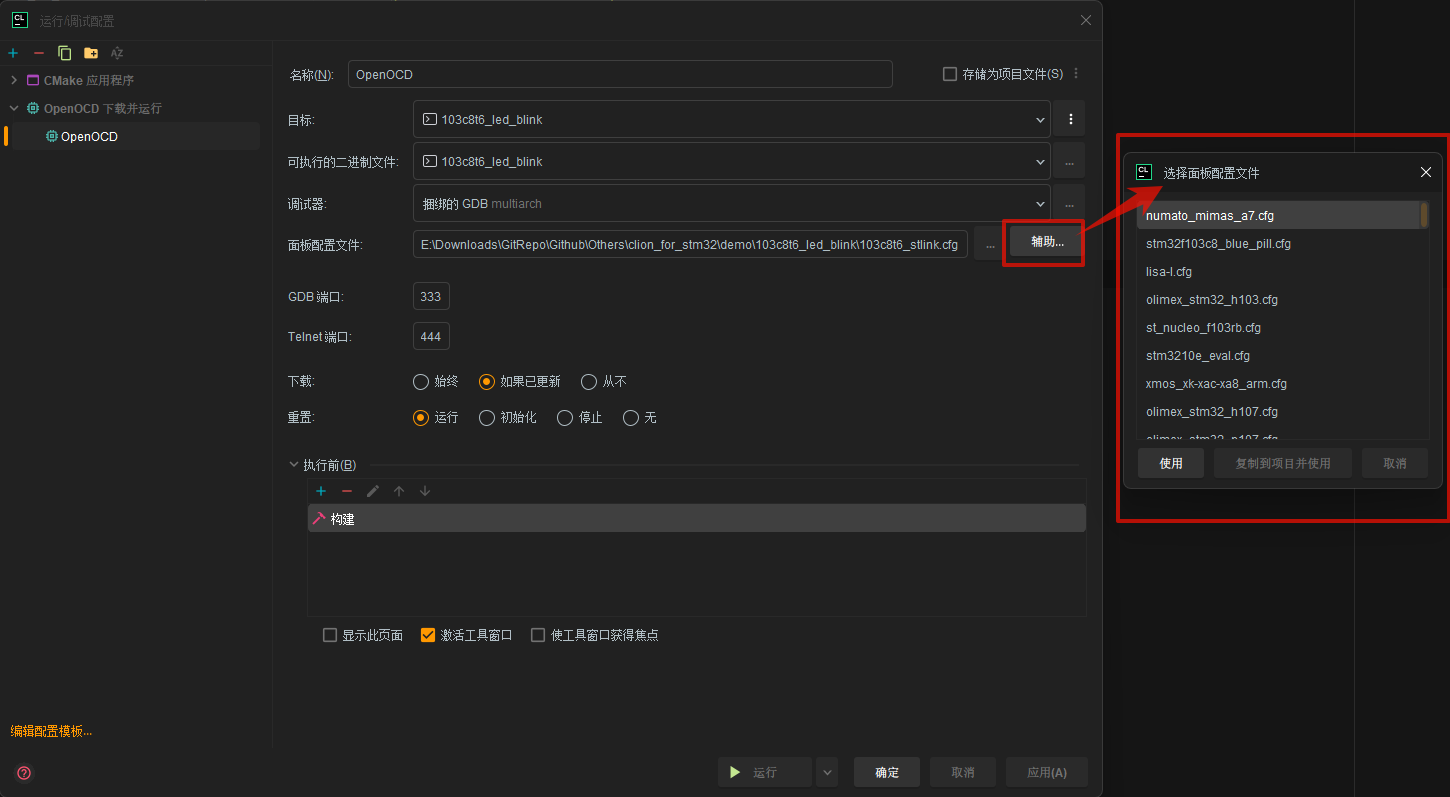 CL
运行/调试配置
CMake 应用程序
OpenOCD 下载并运行
OpenOCD
编辑配置模板...
名称(N):
OpenOCD
存储为项目文件(S)
目标:
103c8t6_led_blink
可执行的二进制文件:
103c8t6_led_blink
...
调试器:
捆绑的 GDB multiarch
...
面板配置文件:
E:\Downloads\GitRepo\Github\Others\clion_for_stm32\demo\103c8t6_led_blink\103c8t6_stlink.cfg
...
辅助...
GDB 端口:
333
Telnet 端口:
444
下载:
始终
如果已更新
从不
重置:
运行
初始化
停止
无
执行前(B)
构建
显示此页面
激活工具窗口
使工具窗口获得焦点
运行
确定
取消
应用(A)
CL
选择面板配置文件
numato_mimas_a7.cfg
stm32f103c8_blue_pill.cfg
lisa-l.cfg
olimex_stm32_h103.cfg
st_nucleo_f103rb.cfg
stm3210e_eval.cfg
xmos_xk-xac-xa8_arm.cfg
olimex_stm32_h107.cfg
olimex_stm32_p107.cfg
使用
复制到项目并使用
取消